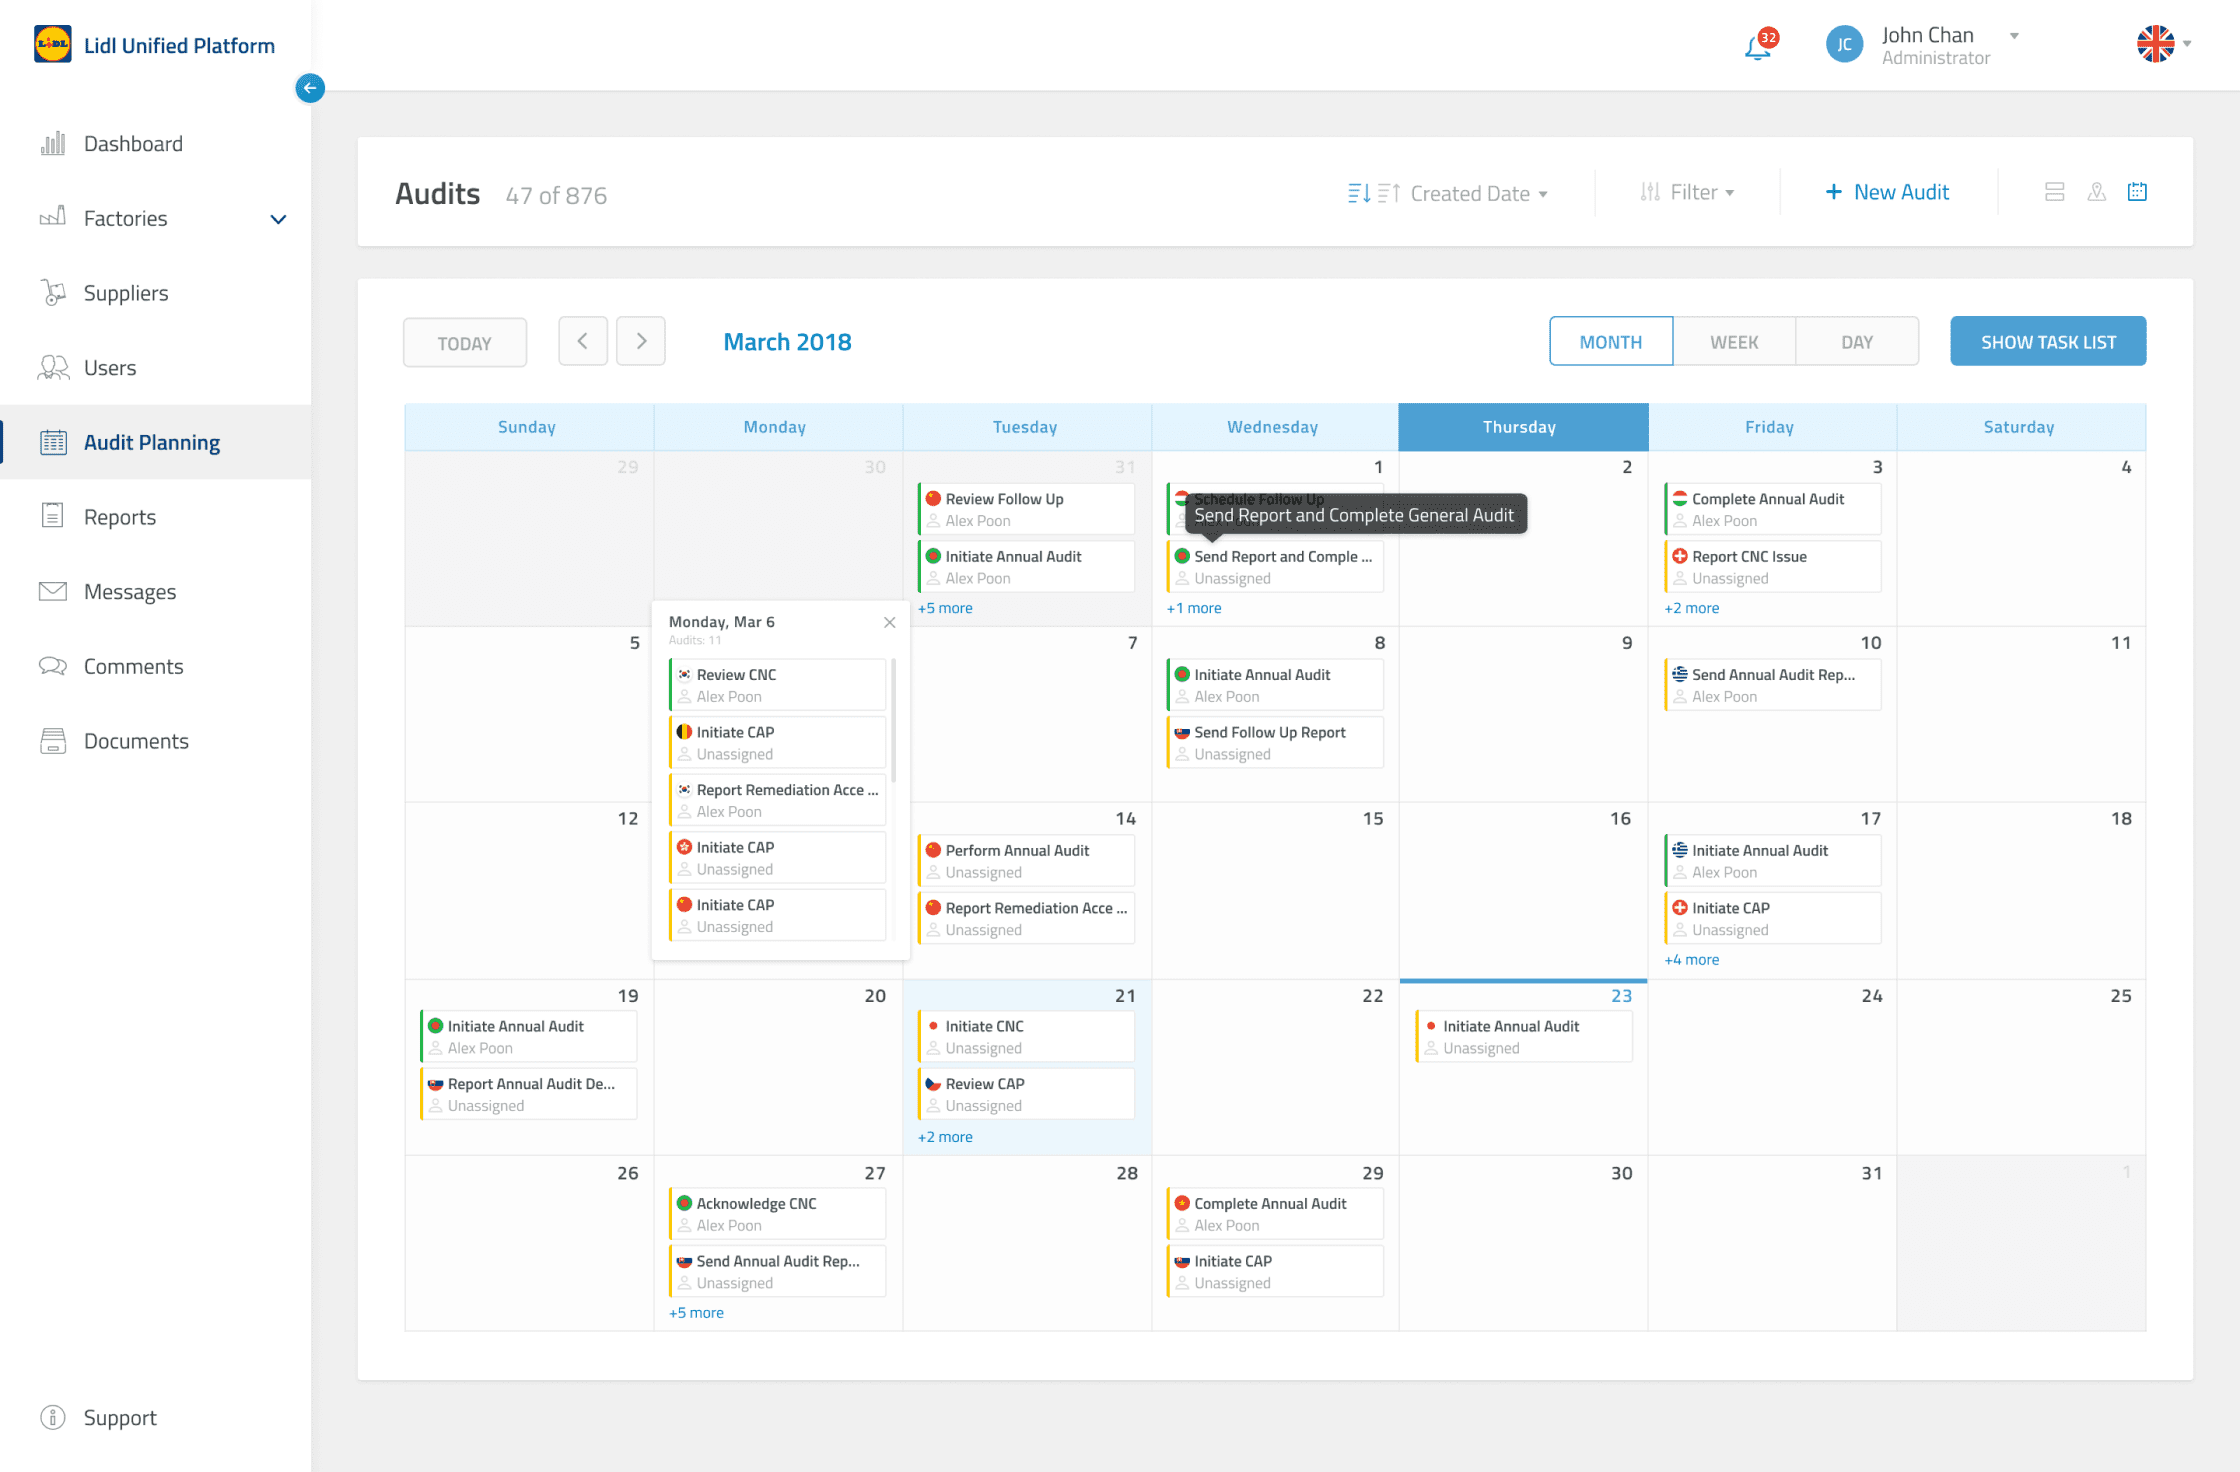 LIDL
Lidl Unified Platform
32
JC
John Chan
Administrator
Dashboard
Factories
Suppliers
Users
Audit Planning
Reports
Messages
Comments
Documents
Support
Audits 47 of 876
Created Date
Filter
+ New Audit
TODAY
March 2018
MONTH
WEEK
DAY
SHOW TASK LIST
Sunday
Monday
Tuesday
Wednesday
Thursday
Friday
Saturday
29
30
31
Review Follow Up
Alex Poon
Initiate Annual Audit
Alex Poon
+5 more
1
Schedule Follow Up
Alex Poon
Send Report and Complete General Audit
Send Report and Comple ...
Unassigned
+1 more
2
3
Complete Annual Audit
Alex Poon
Report CNC Issue
Unassigned
+2 more
4
5
Monday, Mar 6
Audits: 11
Review CNC
Alex Poon
Initiate CAP
Unassigned
Report Remediation Acce ...
Alex Poon
Initiate CAP
Unassigned
Initiate CAP
Unassigned
7
8
Initiate Annual Audit
Alex Poon
Send Follow Up Report
Unassigned
9
10
Send Annual Audit Rep...
Alex Poon
11
12
14
Perform Annual Audit
Unassigned
Report Remediation Acce ...
Unassigned
15
16
17
Initiate Annual Audit
Alex Poon
Initiate CAP
Unassigned
+4 more
18
19
Initiate Annual Audit
Alex Poon
Report Annual Audit De...
Unassigned
20
21
Initiate CNC
Unassigned
Review CAP
Unassigned
+2 more
22
23
Initiate Annual Audit
Unassigned
24
25
26
27
Acknowledge CNC
Alex Poon
Send Annual Audit Rep...
Unassigned
+5 more
28
29
Complete Annual Audit
Alex Poon
Initiate CAP
Unassigned
30
31
1